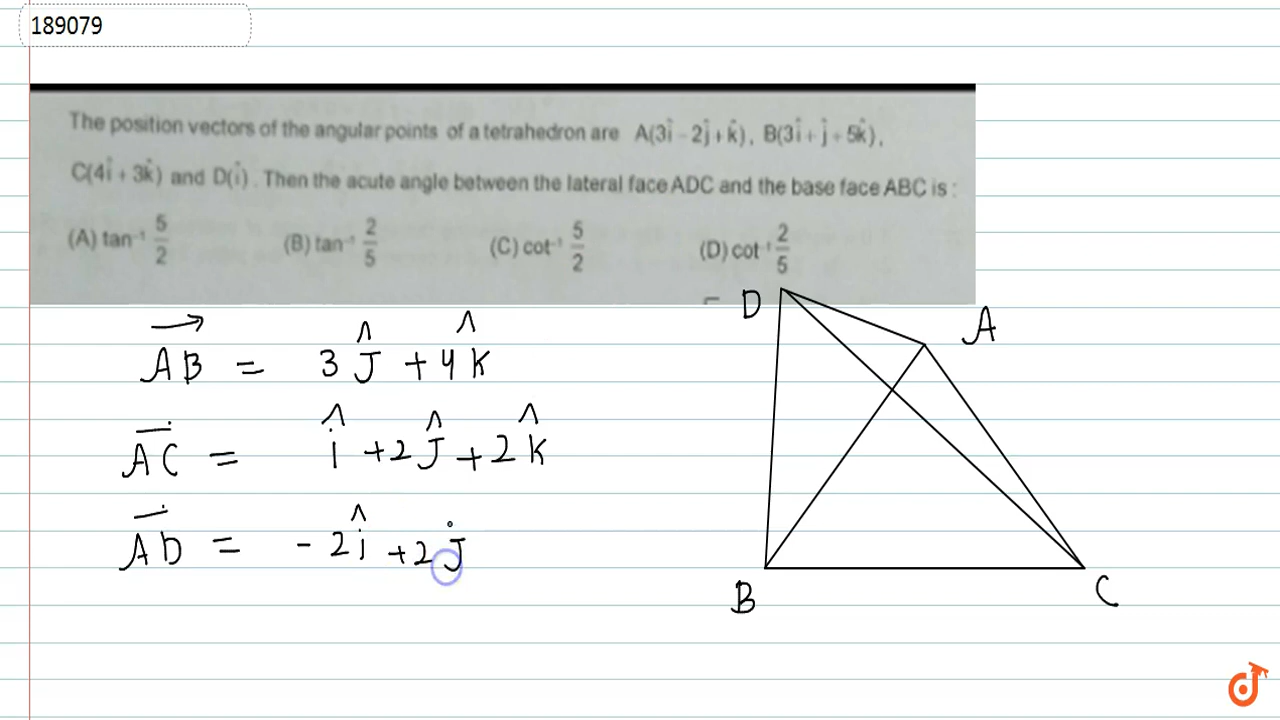 189079
The position vectors of the angular points of a tetrahedron are A(3î - 2ĵ + k̂), B(3î + ĵ + 5k̂),
C(4î + 3k̂) and D(î). Then the acute angle between the lateral face ADC and the base face ABC is :
(A) tan⁻¹ 5/2 (B) tan⁻¹ 2/5 (C) cot⁻¹ 5/2 (D) cot⁻¹ 2/5
D A
AB = 3ĵ + 4k̂
AC = î + 2ĵ + 2k̂
AD = - 2î + 2j
B C